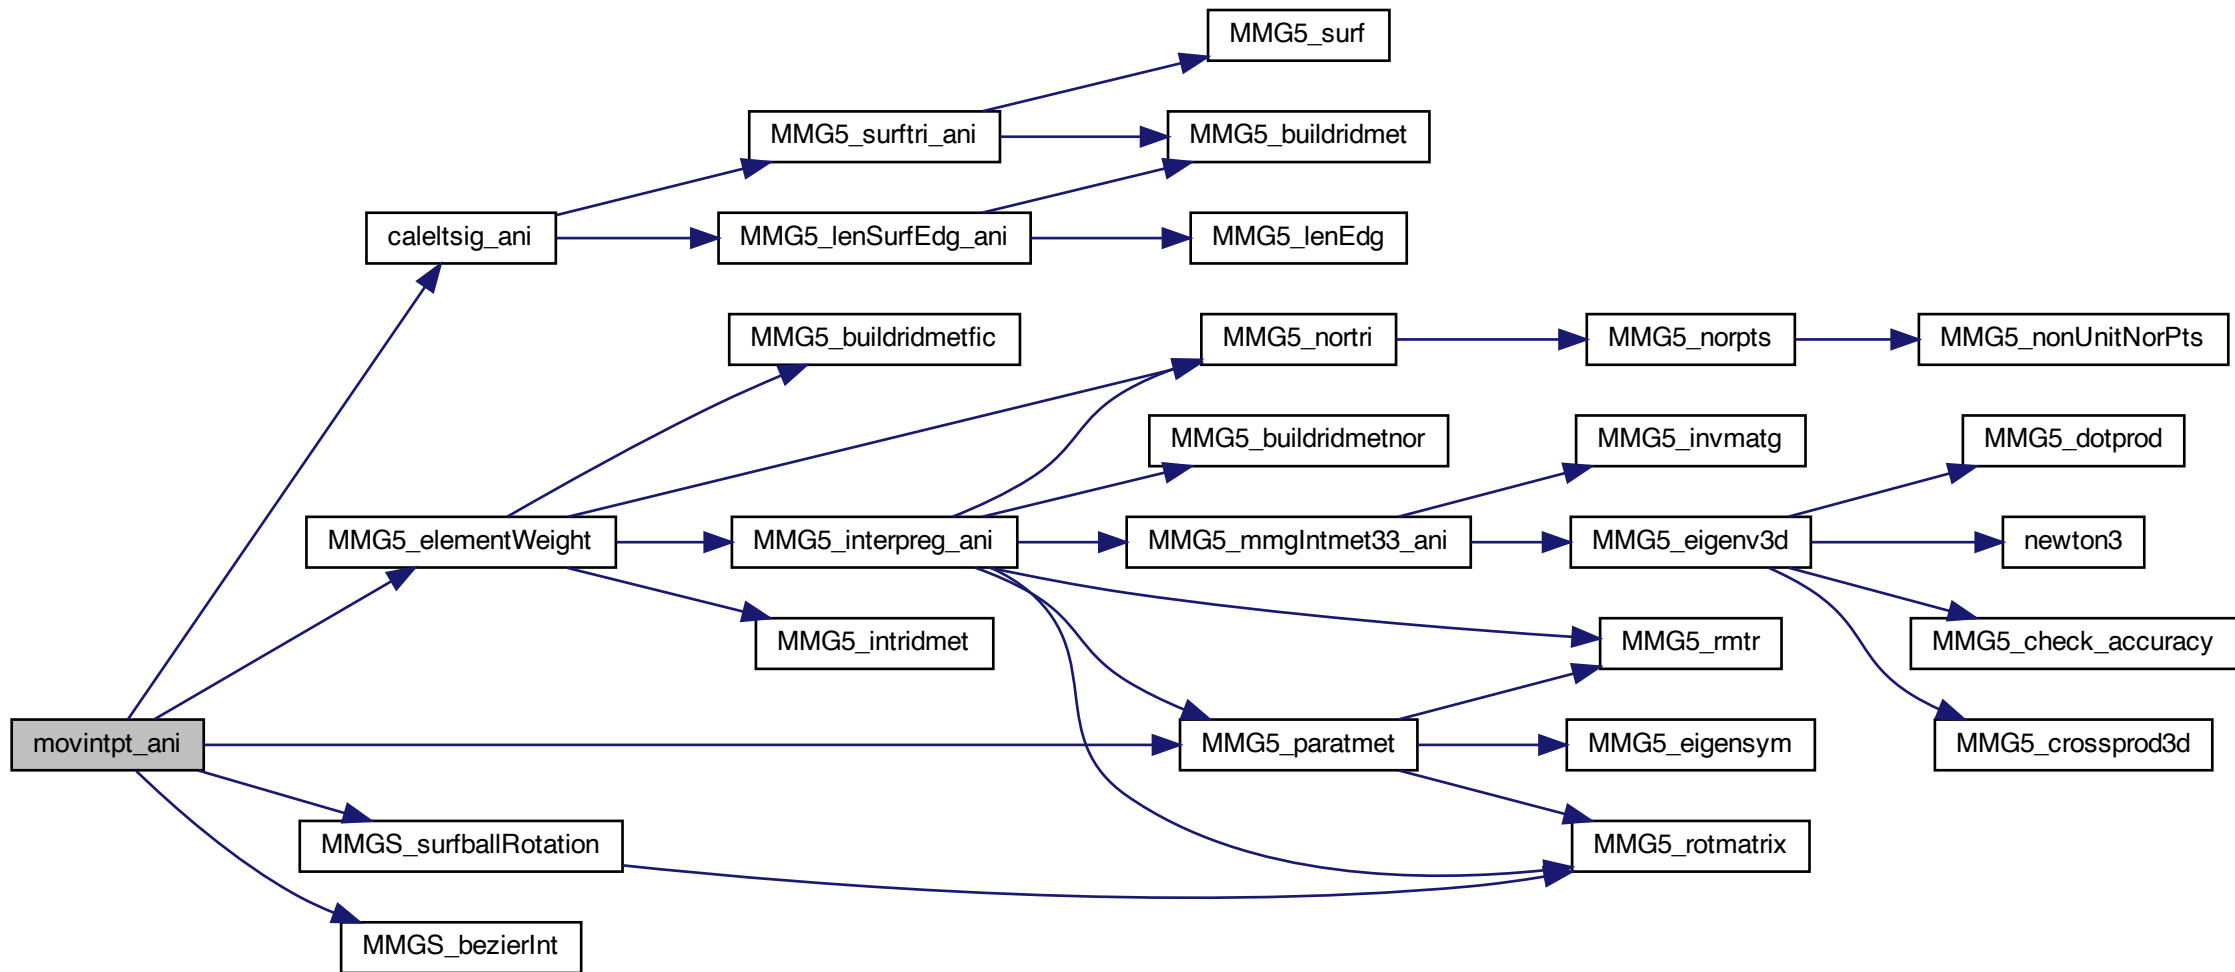 MMG5_surf
MMG5_surftri_ani
MMG5_buildridmet
caleltsig_ani
MMG5_lenSurfEdg_ani
MMG5_lenEdg
MMG5_buildridmetfic
MMG5_nortri
MMG5_norpts
MMG5_nonUnitNorPts
MMG5_buildridmetnor
MMG5_invmatg
MMG5_dotprod
MMG5_elementWeight
MMG5_interpreg_ani
MMG5_mmgIntmet33_ani
MMG5_eigenv3d
newton3
MMG5_intridmet
MMG5_rmtr
MMG5_check_accuracy
movintpt_ani
MMG5_paratmet
MMG5_eigensym
MMG5_crossprod3d
MMGS_surfballRotation
MMG5_rotmatrix
MMGS_bezierInt